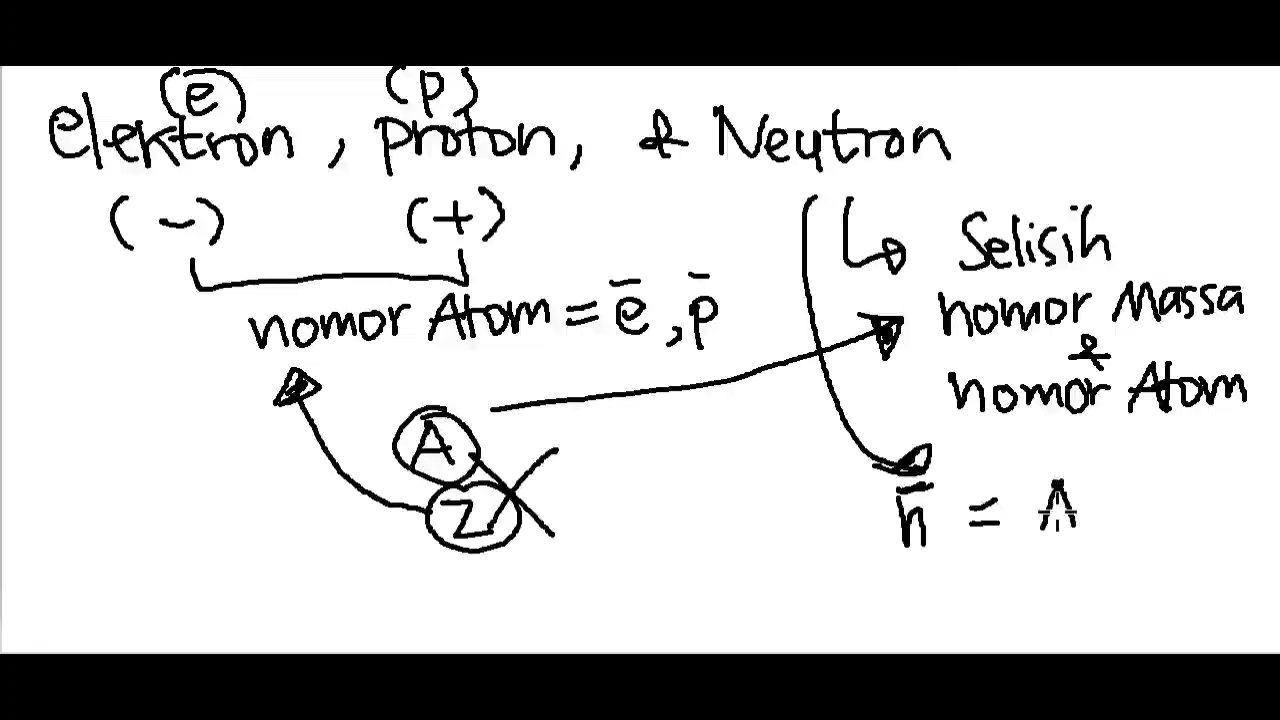 (e) (p)
elektron, proton, & Neutron
(-) (+)
Selisih
nomor Atom = ē, p̄
nomor Massa
&
nomor Atom
A
Z X
n̄ = A